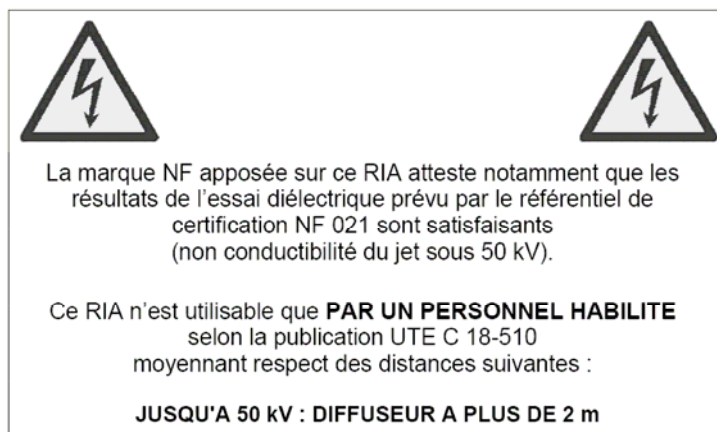 La marque NF apposée sur ce RIA atteste notamment que les
résultats de l'essai diélectrique prévu par le référentiel de
certification NF 021 sont satisfaisants
(non conductibilité du jet sous 50 kV).
Ce RIA n'est utilisable que PAR UN PERSONNEL HABILITE
selon la publication UTE C 18-510
moyennant respect des distances suivantes :
JUSQU'A 50 kV : DIFFUSEUR A PLUS DE 2 m